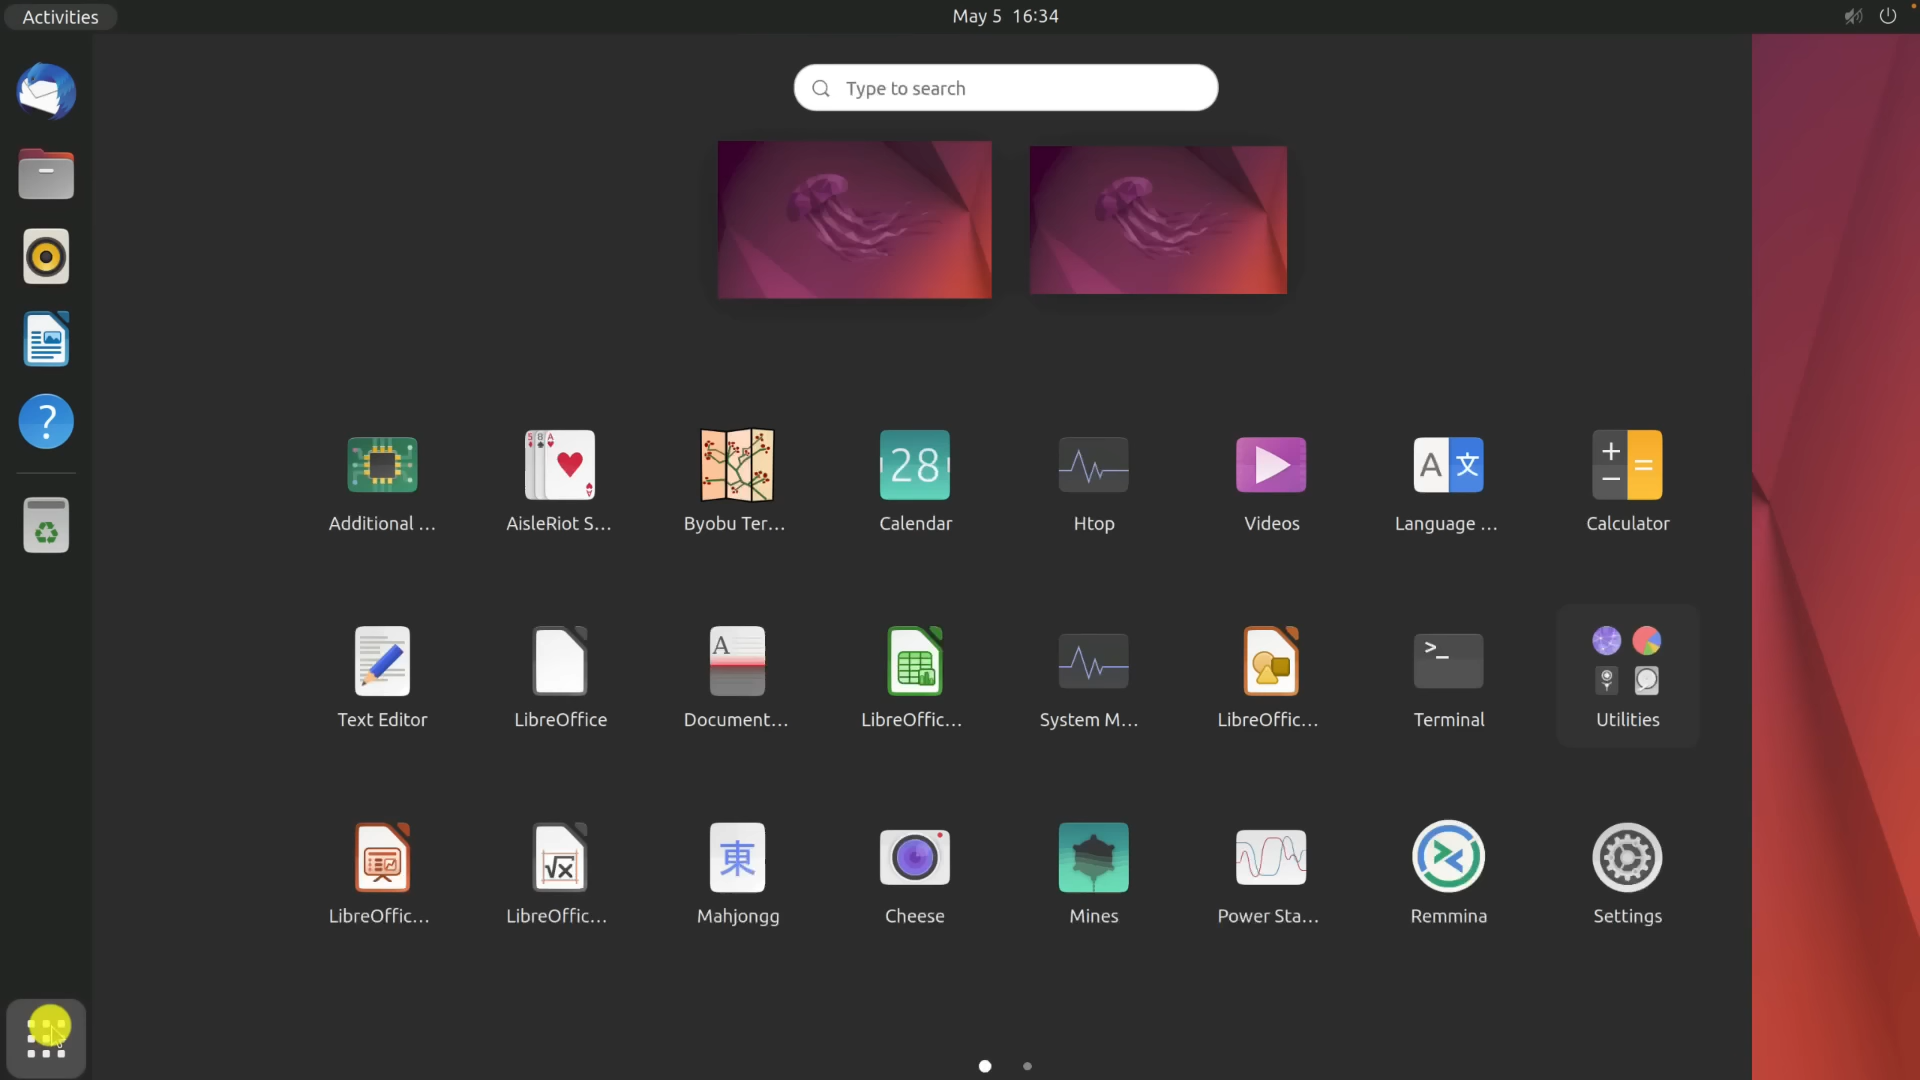 Activities
May 5 16:34
Type to search
28
A 文
Additional ...
AisleRiot S...
Byobu Ter...
Calendar
Htop
Videos
Language ...
Calculator
A
>_
Text Editor
LibreOffice
Document...
LibreOffic...
System M...
LibreOffic...
Terminal
Utilities
√x
東
LibreOffic...
LibreOffic...
Mahjongg
Cheese
Mines
Power Sta...
Remmina
Settings